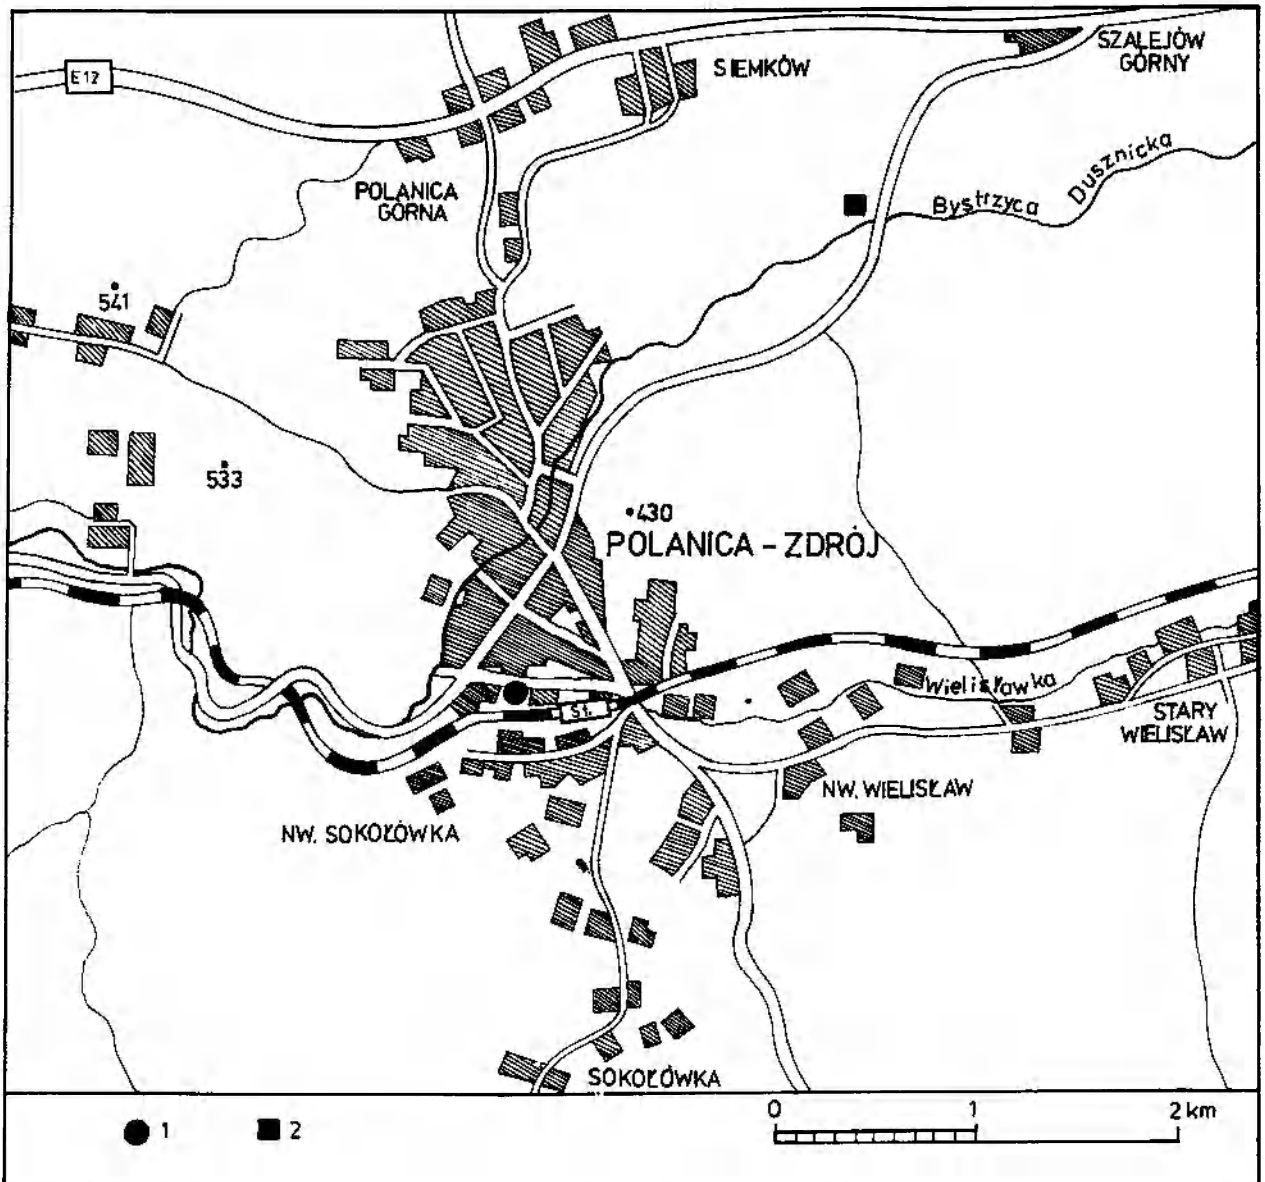 E12
SIEMKÓW
SZALEJÓW
GÓRNY
POLANICA
GÓRNA
Bystrzyca Dusznicka
541
533
430
POLANICA - ZDRÓJ
St.
Wielisławka
STARY
WIELISŁAW
NW. WIELISŁAW
NW. SOKOŁÓWKA
SOKOŁÓWKA
1 2
0 1 2 km